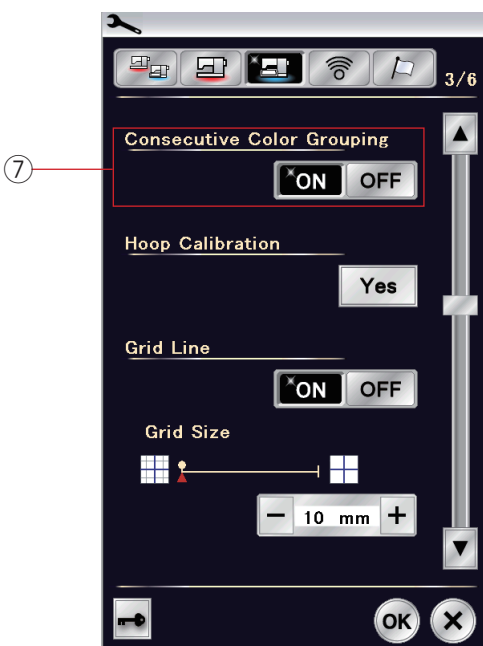 3/6
Consecutive Color Grouping
7
ON OFF
Hoop Calibration
Yes
Grid Line
ON OFF
Grid Size
− 10 mm +
OK ×